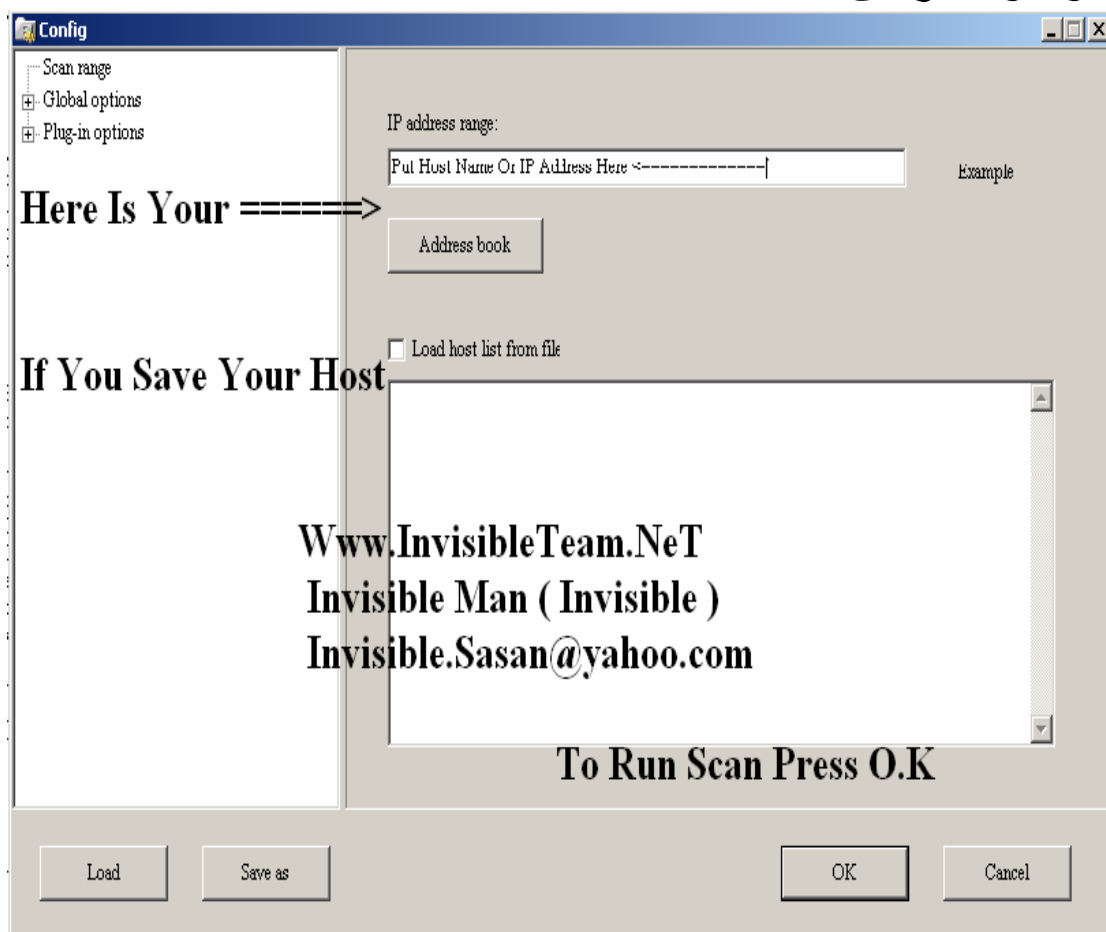 Config
Scan range
Global options
Plug-in options
IP address range:
Put Host Name Or IP Address Here <--------------|
Example
Here Is Your ======>
Address book
Load host list from file
If You Save Your Host
Www.InvisibleTeam.NeT
Invisible Man ( Invisible )
Invisible.Sasan@yahoo.com
To Run Scan Press O.K
Load
Save as
OK
Cancel